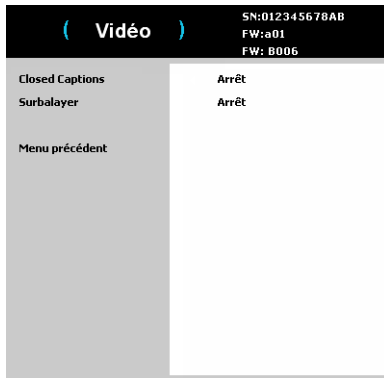 ( Vidéo )
SN:012345678AB
FW:a01
FW: B006
Closed Captions Arrêt
Surbalayer Arrêt
Menu précédent